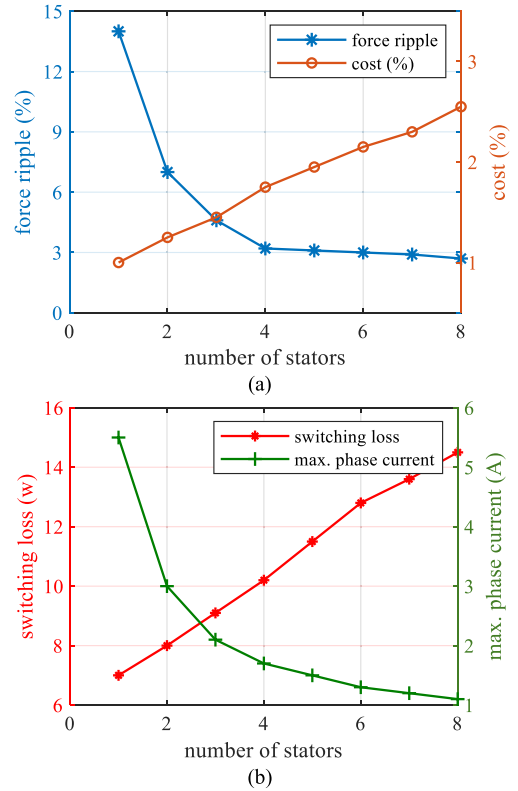 15
12
9
6
3
0
force ripple (%)
force ripple
cost (%)
3
2
1
cost (%)
0
2
4
6
8
number of stators
(a)
16
14
12
10
8
6
switching loss (w)
switching loss
max. phase current
6
5
4
3
2
1
max. phase current (A)
0
2
4
6
8
number of stators
(b)